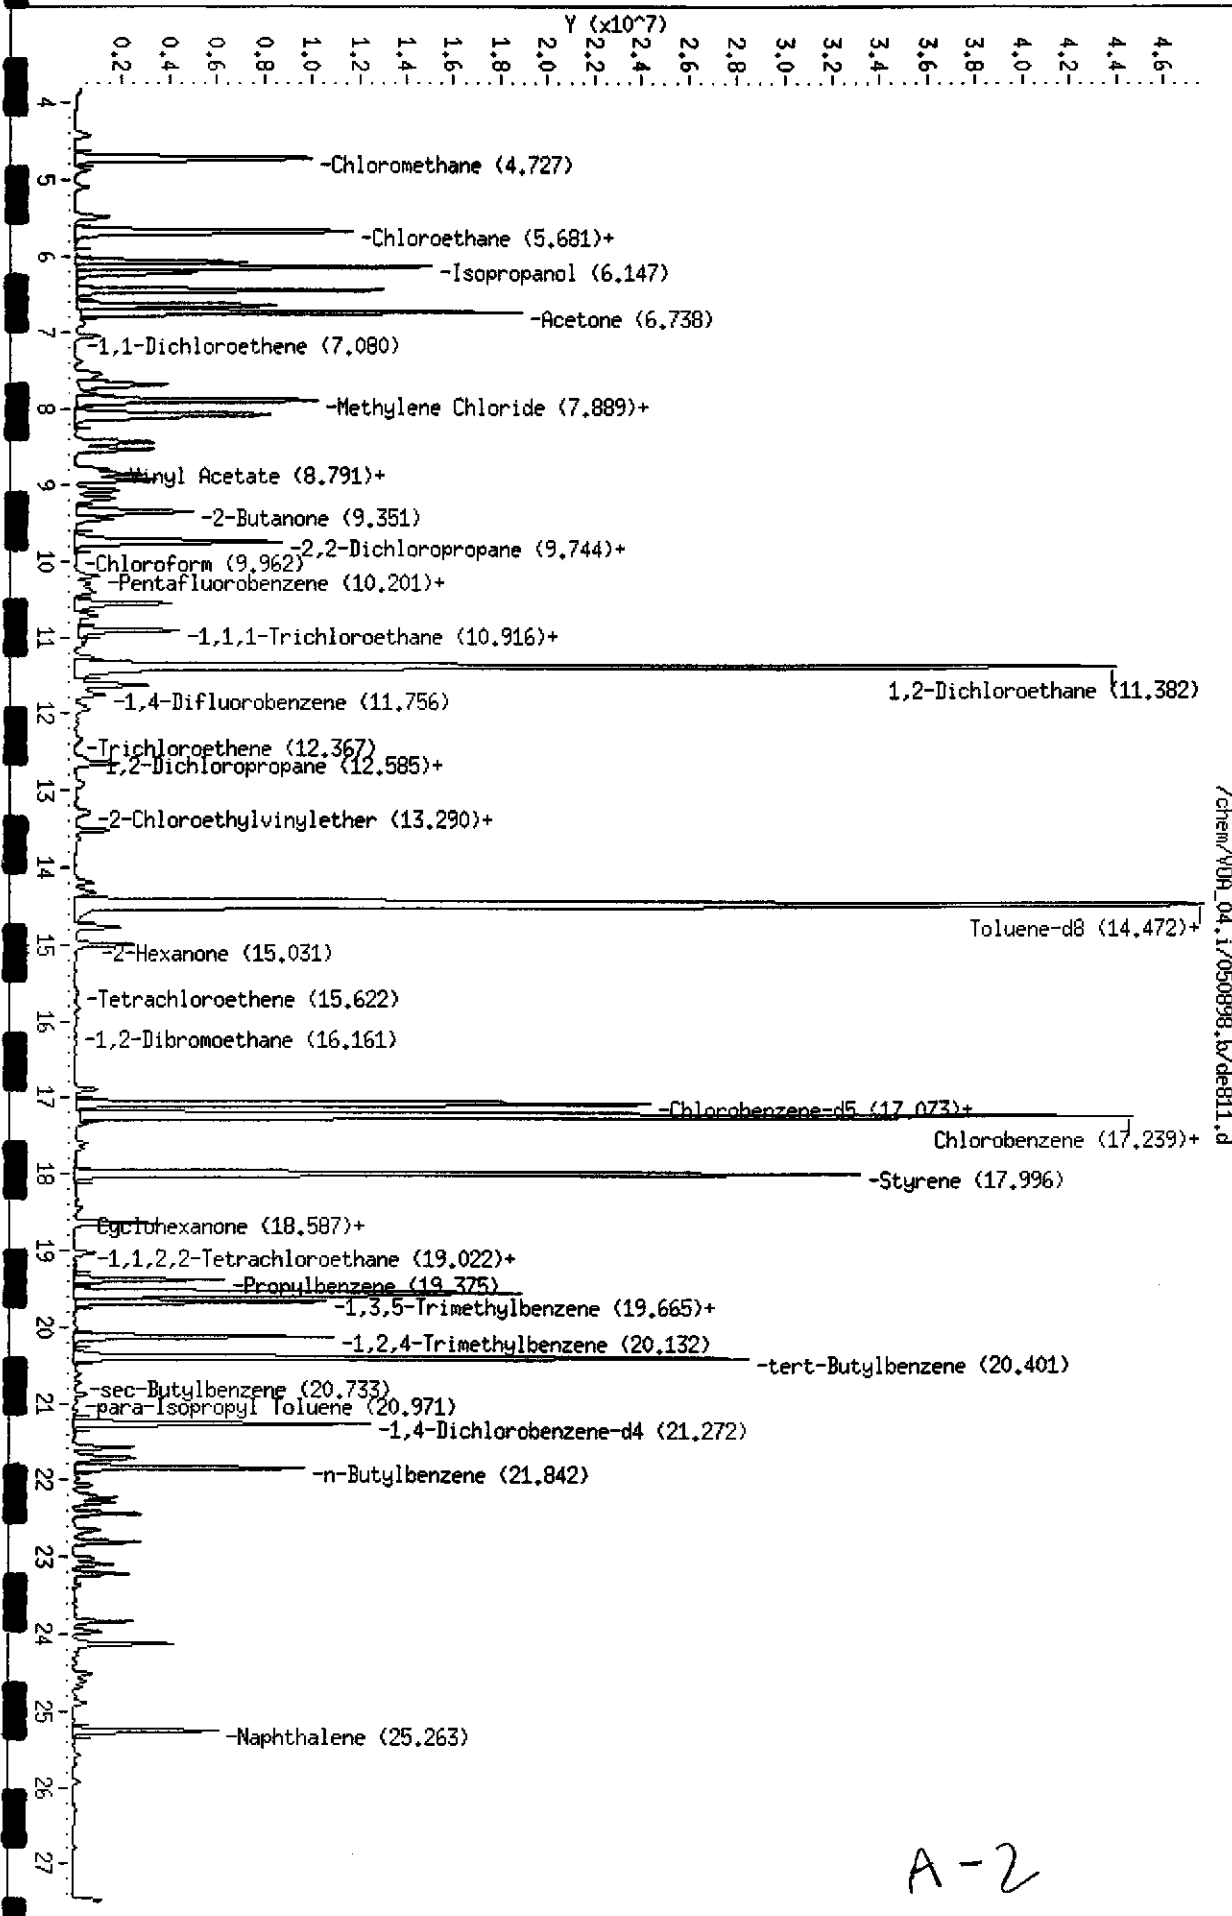 Y (x10^7)
0.2
0.4
0.6
0.8
1.0
1.2
1.4
1.6
1.8
2.0
2.2
2.4
2.6
2.8
3.0
3.2
3.4
3.6
3.8
4.0
4.2
4.4
4.6
4
-Chloromethane (4.727)
5
-Chloroethane (5.681)+
6
-Isopropanol (6.147)
-Acetone (6.738)
7
-1,1-Dichloroethene (7.080)
8
-Methylene Chloride (7.889)+
-Vinyl Acetate (8.791)+
9
-2-Butanone (9.351)
-2,2-Dichloropropane (9.744)+
10
-Chloroform (9.962)
-Pentafluorobenzene (10.201)+
11
-1,1,1-Trichloroethane (10.916)+
1,2-Dichloroethane (11.382)
-1,4-Difluorobenzene (11.756)
12
-Trichloroethene (12.367)
-1,2-Dichloropropane (12.585)+
13
-2-Chloroethylvinylether (13.290)+
14
Toluene-d8 (14.472)+
15
-2-Hexanone (15.031)
-Tetrachloroethene (15.622)
16
-1,2-Dibromoethane (16.161)
17
-Chlorobenzene-d5 (17.073)+
Chlorobenzene (17.239)+
18
-Styrene (17.996)
Cyclohexanone (18.587)+
19
-1,1,2,2-Tetrachloroethane (19.022)+
-Propylbenzene (19.375)
-1,3,5-Trimethylbenzene (19.665)+
20
-1,2,4-Trimethylbenzene (20.132)
-tert-Butylbenzene (20.401)
-sec-Butylbenzene (20.733)
21
-para-Isopropyl Toluene (20.971)
-1,4-Dichlorobenzene-d4 (21.272)
22
-n-Butylbenzene (21.842)
23
24
25
-Naphthalene (25.263)
26
27
/chem/VOA_04.i/050898.b/de811.d
A-2